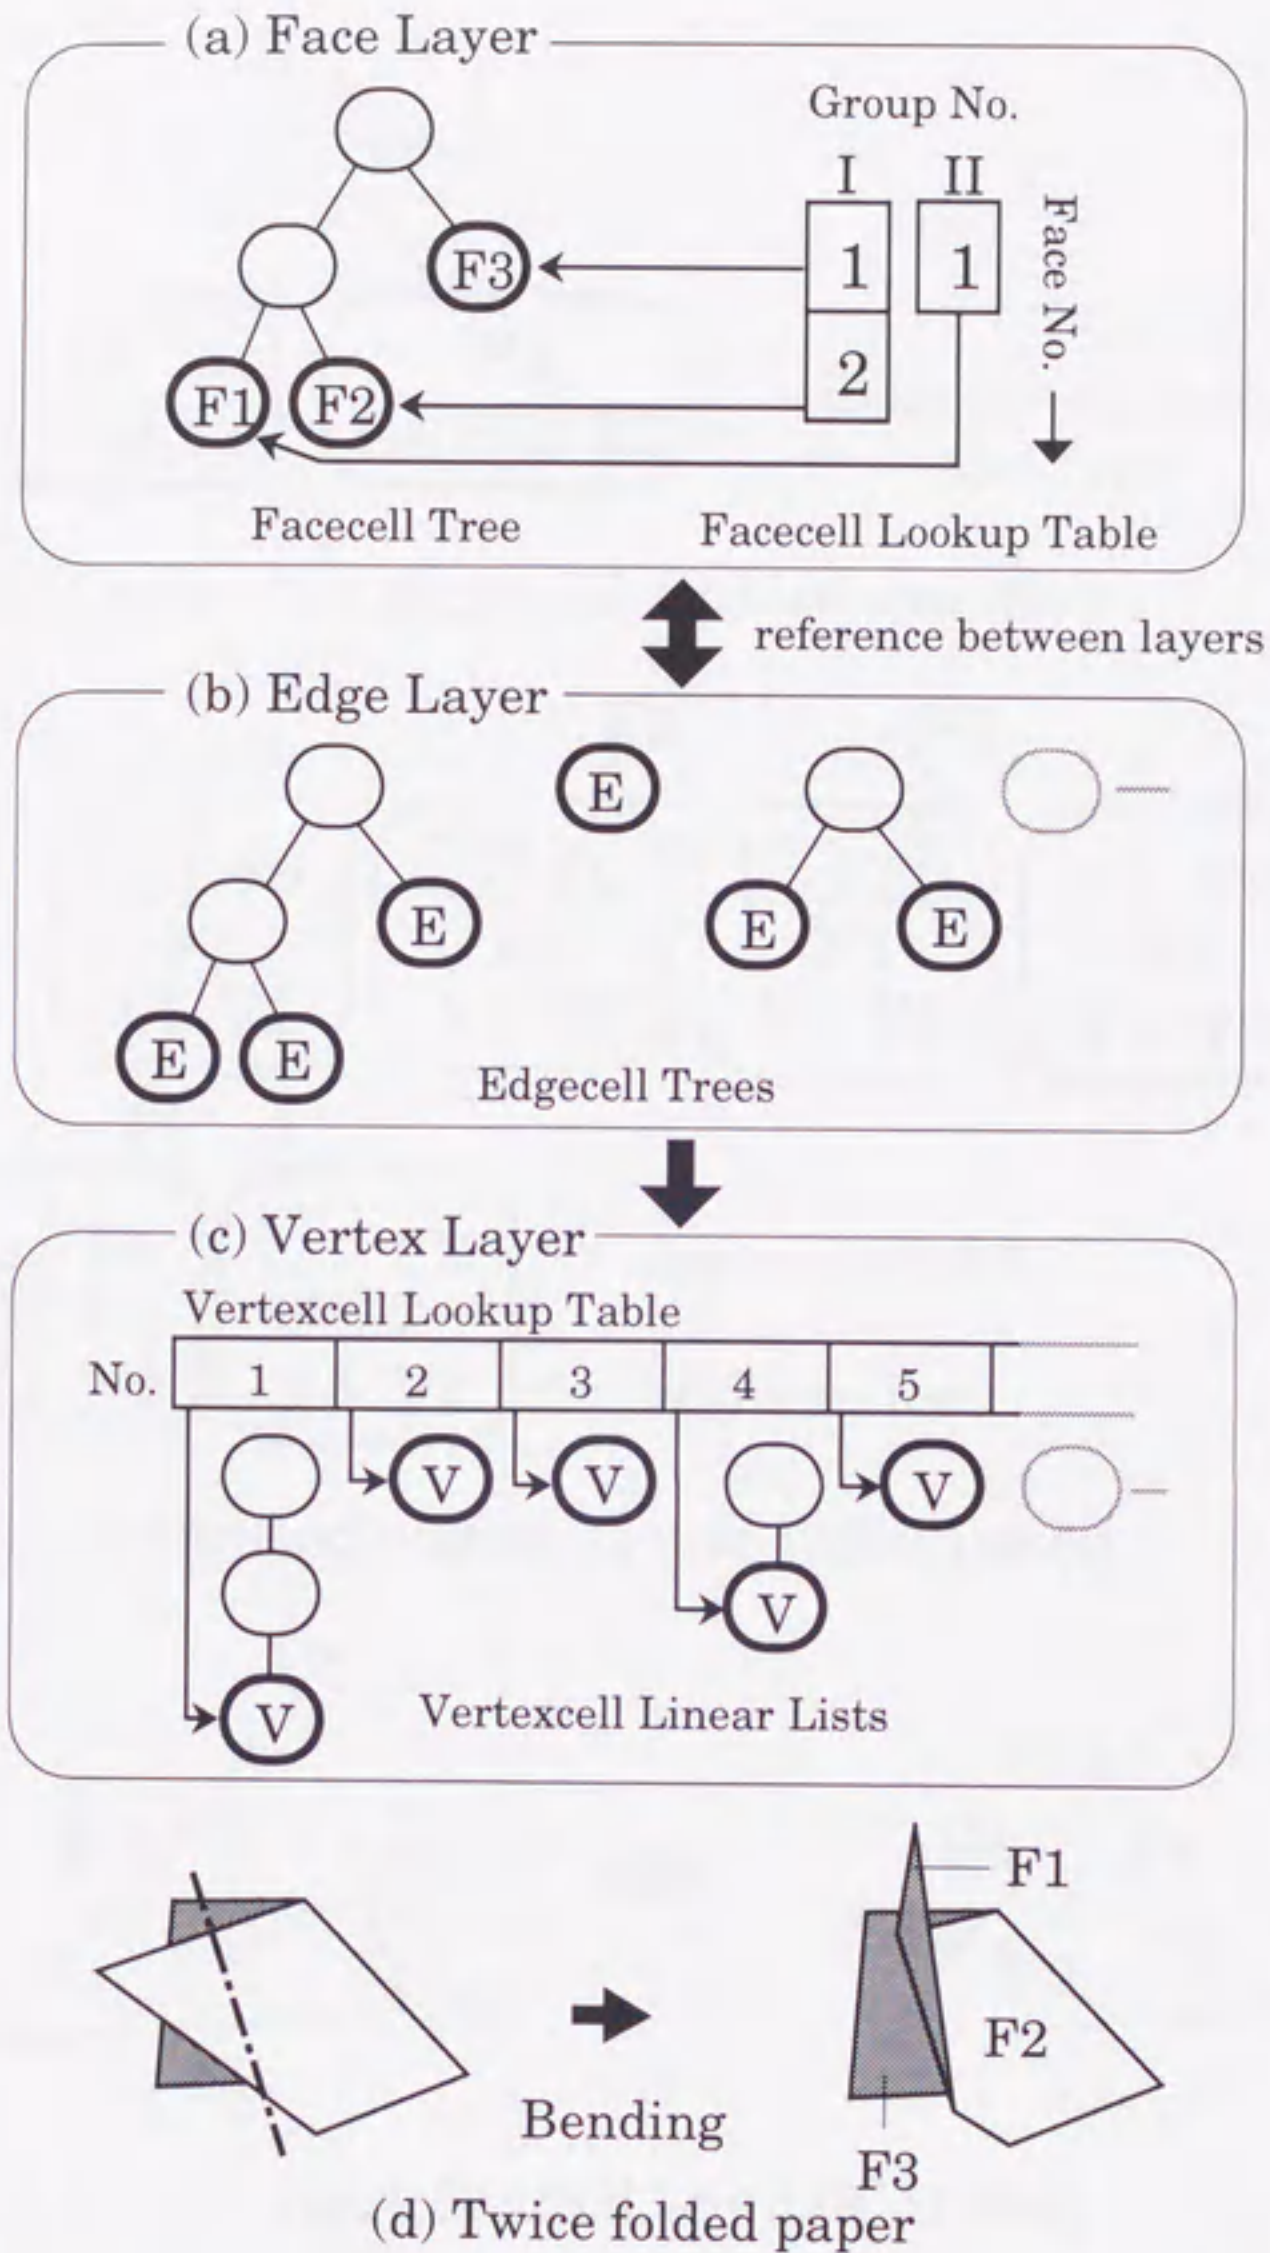 (a) Face Layer
Group No.
I II
F3 1 1
Face No.
F1 F2 2
Facecell Tree
Facecell Lookup Table
reference between layers
(b) Edge Layer
E
E E E
E E
Edgecell Trees
(c) Vertex Layer
Vertexcell Lookup Table
No. 1 2 3 4 5
V V V
V
V
Vertexcell Linear Lists
F1
F2
Bending
F3
(d) Twice folded paper